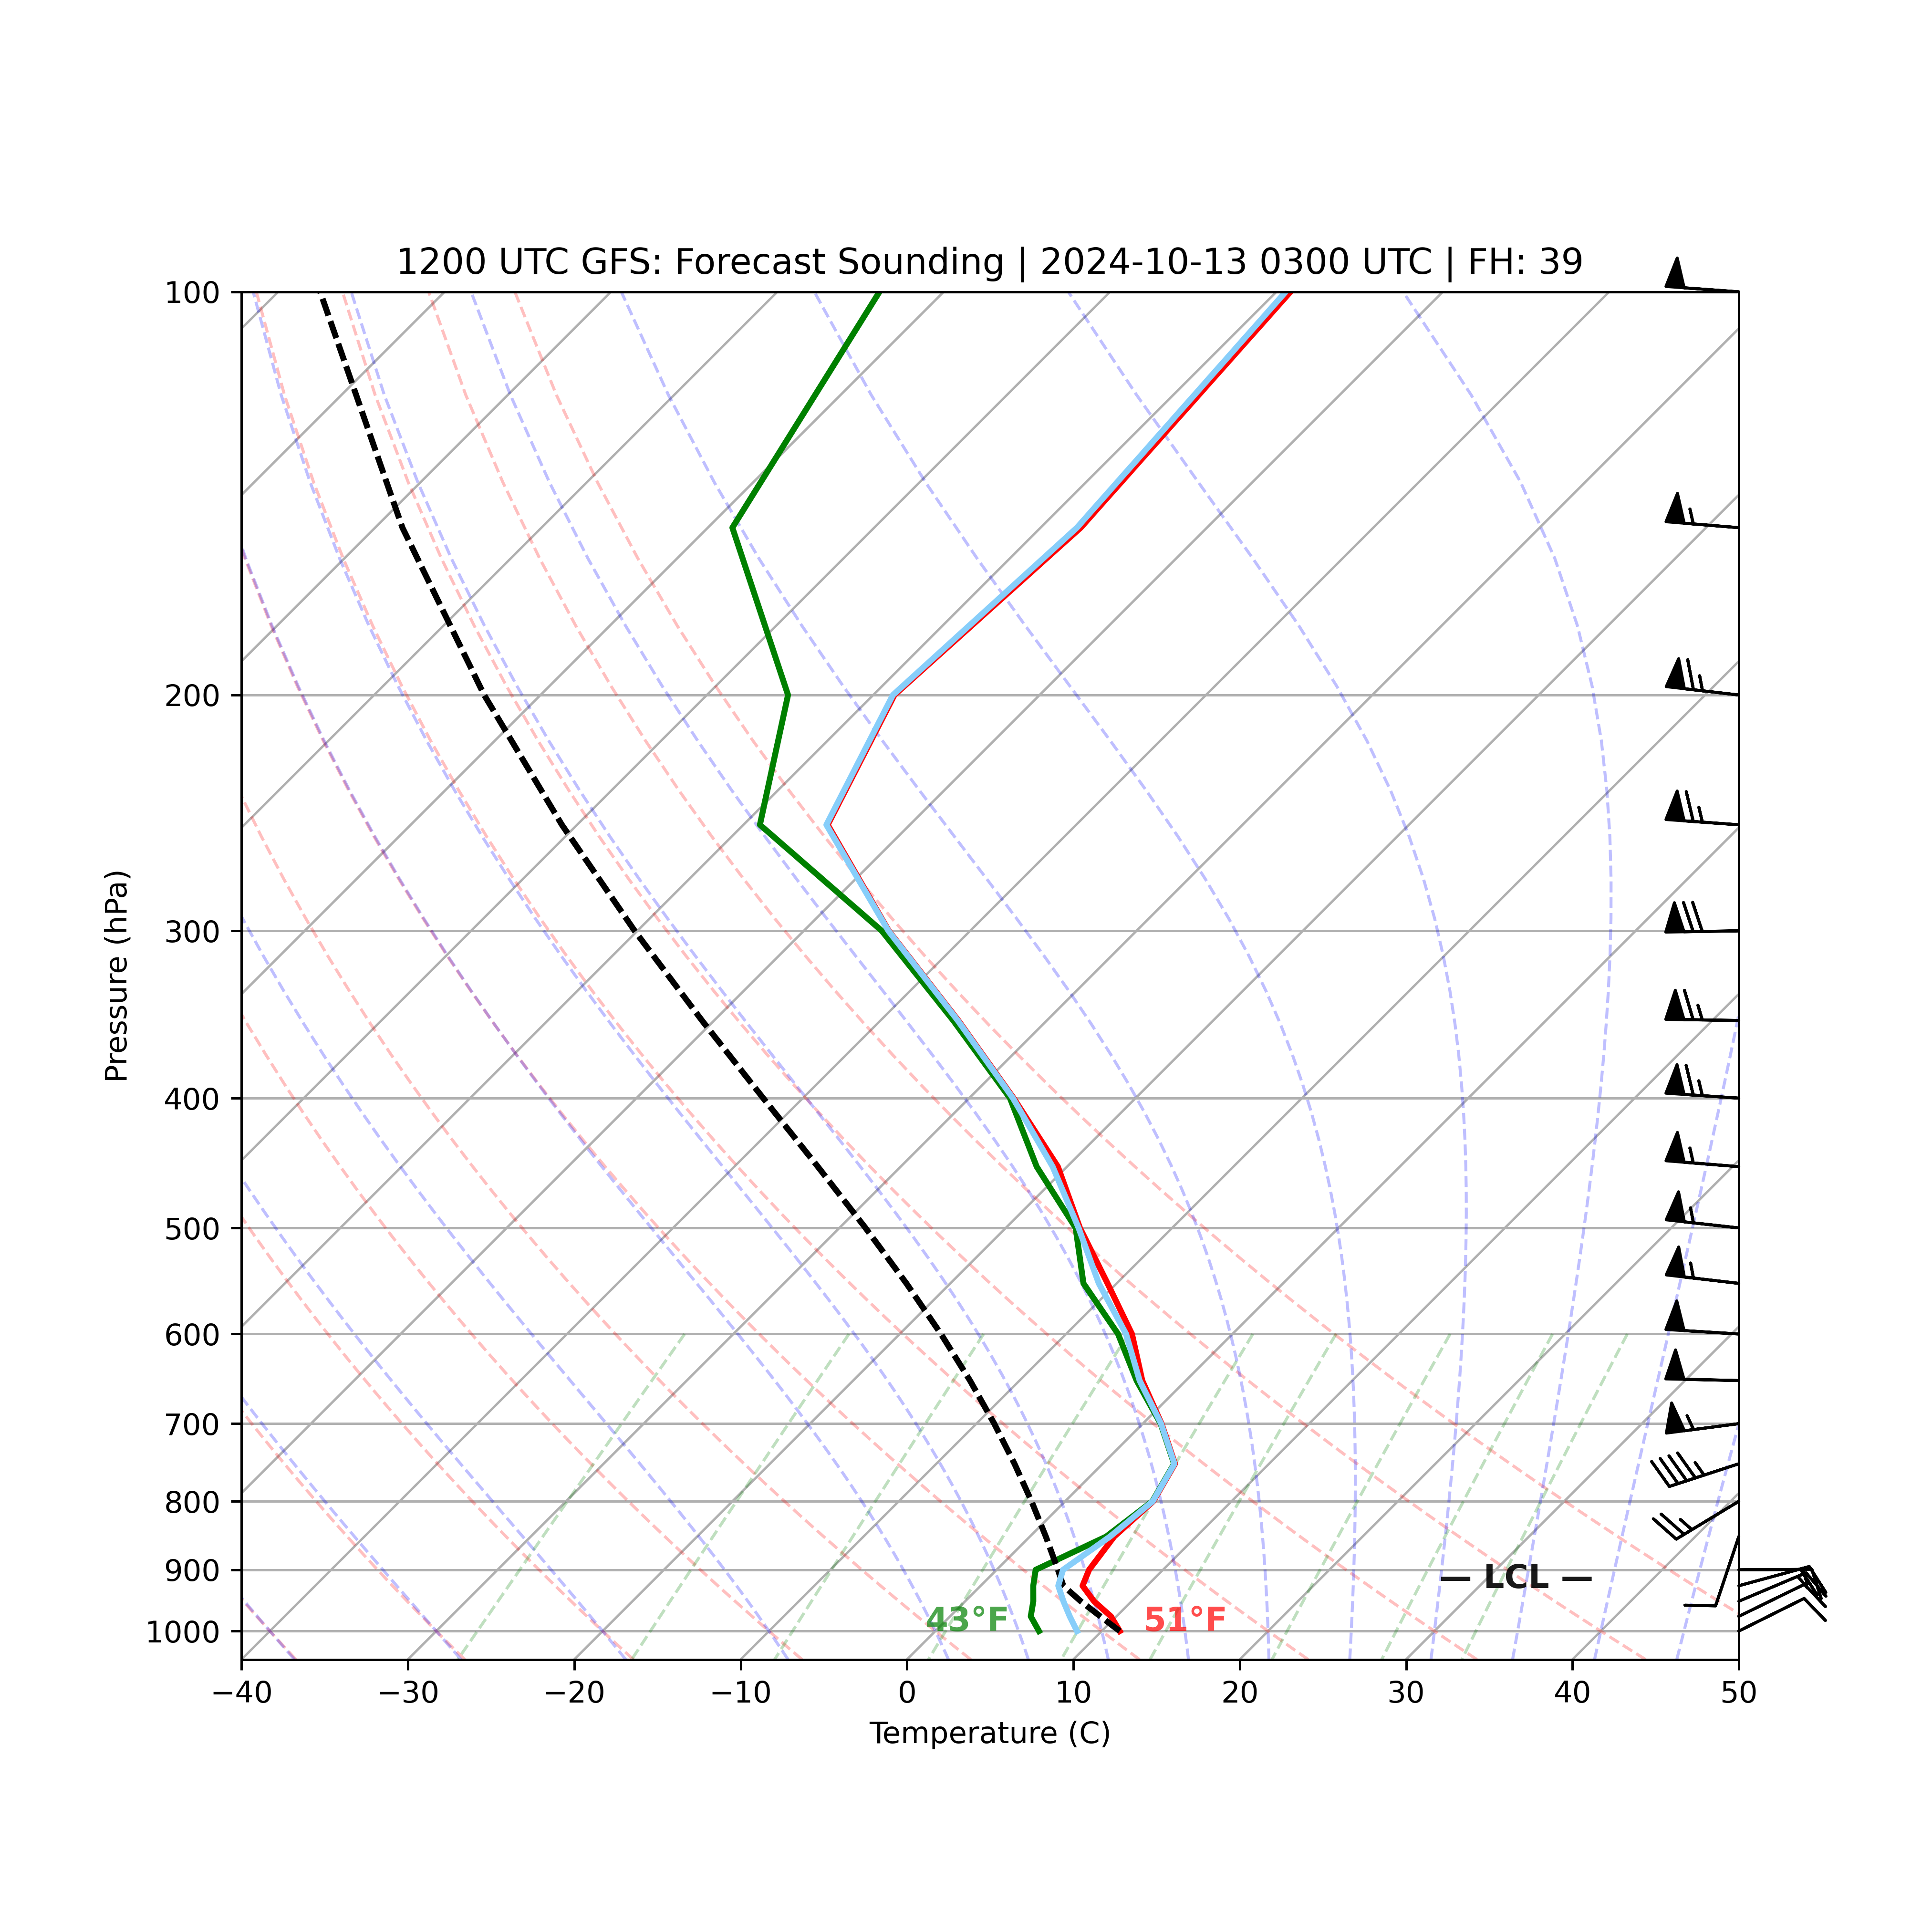 1200 UTC GFS: Forecast Sounding | 2024-10-13 0300 UTC | FH: 39
100
200
300
400
500
600
700
800
900
1000
Pressure (hPa)
— LCL —
43°F
51°F
−40 −30 −20 −10 0 10 20 30 40 50
Temperature (C)